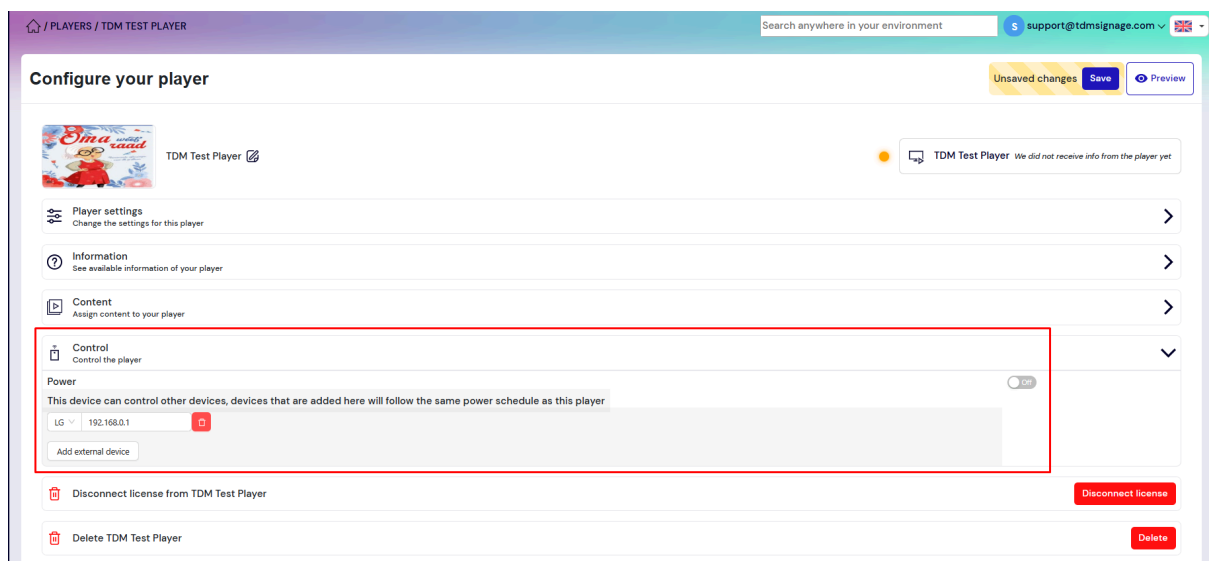 / PLAYERS / TDM TEST PLAYER
Search anywhere in your environment
S support@tdmsignage.com
Configure your player
Unsaved changes Save Preview
Oma weet raad
TDM Test Player
TDM Test Player We did not receive info from the player yet
Player settings
Change the settings for this player
Information
See available information of your player
Content
Assign content to your player
Control
Control the player
Power
Off
This device can control other devices, devices that are added here will follow the same power schedule as this player
LG 192.168.0.1
Add external device
Disconnect license from TDM Test Player
Disconnect license
Delete TDM Test Player
Delete